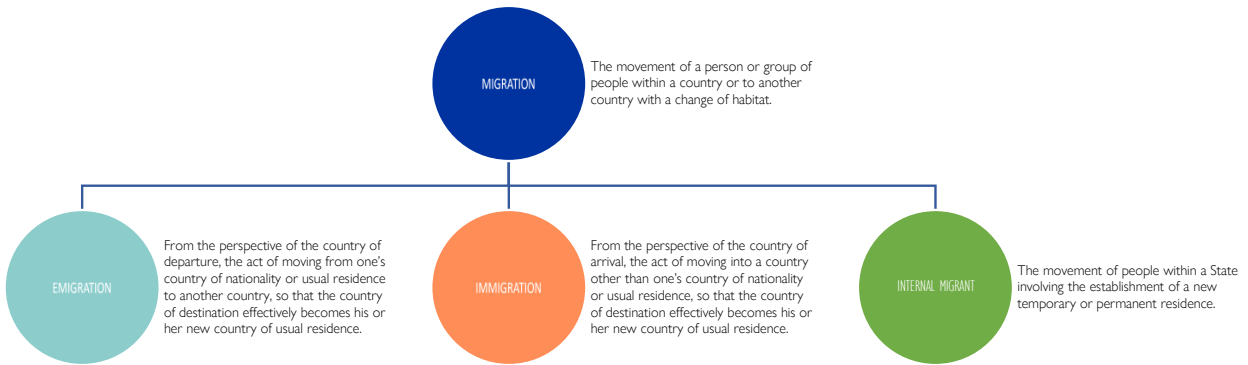 MIGRATION
The movement of a person or group of
people within a country or to another
country with a change of habitat.
EMIGRATION
From the perspective of the country of
departure, the act of moving from one's
country of nationality or usual residence
to another country, so that the country
of destination effectively becomes his or
her new country of usual residence.
IMMIGRATION
From the perspective of the country of
arrival, the act of moving into a country
other than one's country of nationality
or usual residence, so that the country
of destination effectively becomes his or
her new country of usual residence.
INTERNAL MIGRANT
The movement of people within a State
involving the establishment of a new
temporary or permanent residence.